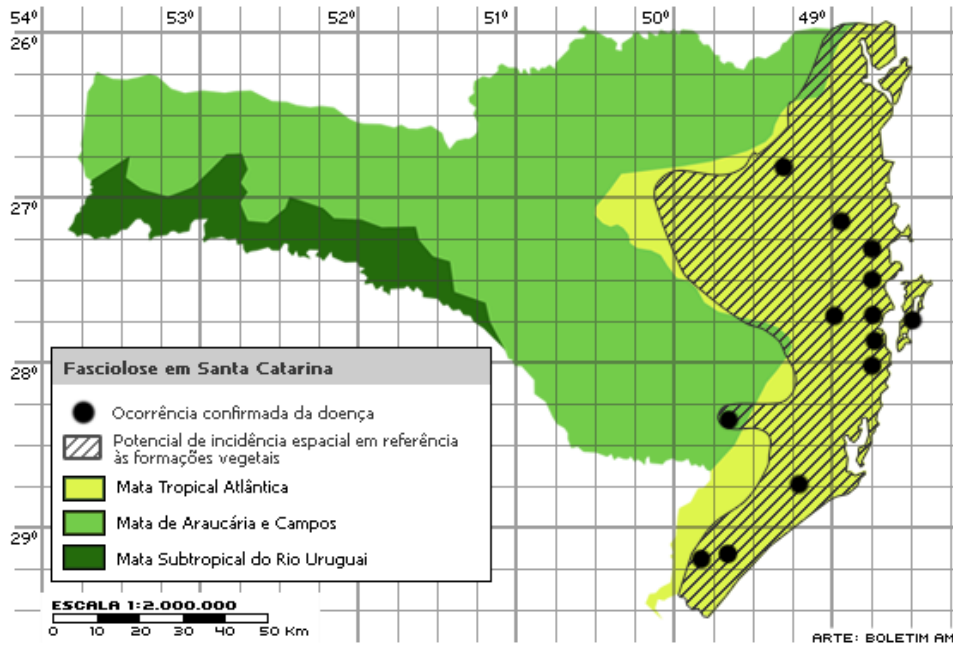 54º 53º 52º 51º 50º 49º
26º
27º
28º
29º
Fasciolose em Santa Catarina
Ocorrência confirmada da doença
Potencial de incidência espacial em referência
às formações vegetais
Mata Tropical Atlântica
Mata de Araucária e Campos
Mata Subtropical do Rio Uruguai
ESCALA 1:2.000.000
0 10 20 30 40 50 Km
ARTE: BOLETIM AM